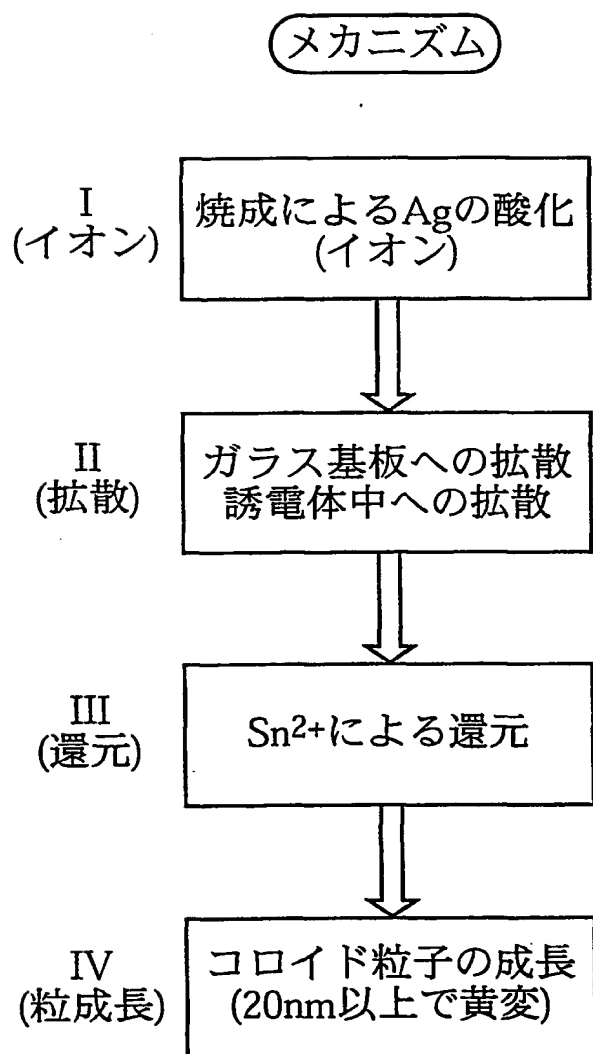 メカニズム
I
(イオン)
焼成によるAgの酸化
(イオン)
II
(拡散)
ガラス基板への拡散
誘電体中への拡散
III
(還元)
Sn2+による還元
IV
(粒成長)
コロイド粒子の成長
(20nm以上で黄変)